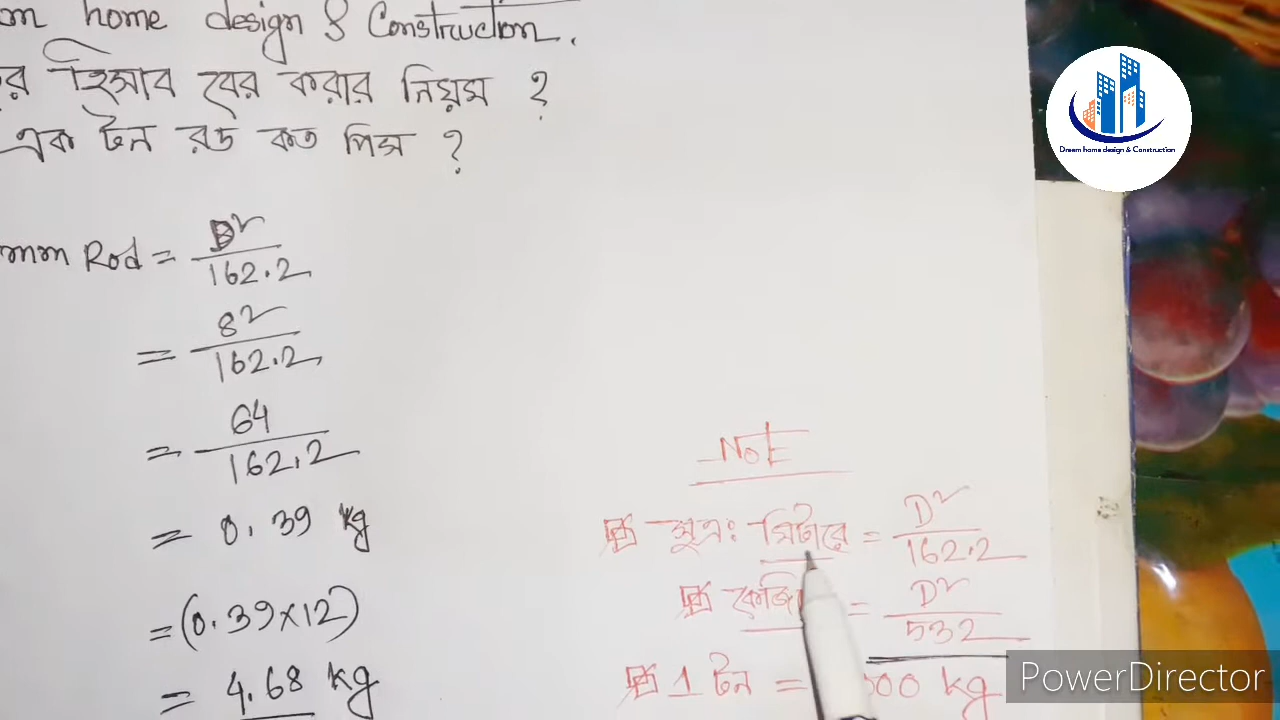 home design & Construction.
হিসাব বের করার নিয়ম ?
এক টন রড কত পিস ?
mm Rod = D²/162.2
= 8²/162.2
= 64/162.2
= 0.39 kg
= (0.39×12)
= 4.68 kg
NOTE
সুত্র: মিটারে = D²/162.2
= D²/532
1 টন = kg
Dreem home design & Construction
PowerDirector